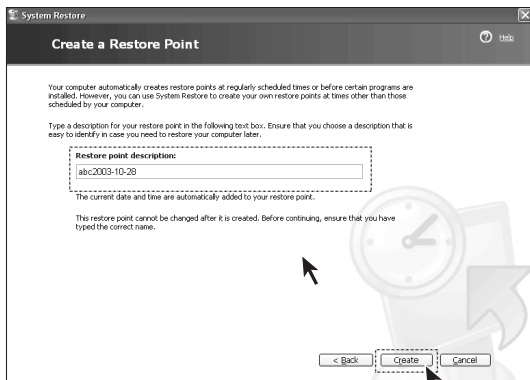 System Restore
Create a Restore Point
Help
Your computer automatically creates restore points at regularly scheduled times or before certain programs are
installed. However, you can use System Restore to create your own restore points at times other than those
scheduled by your computer.
Type a description for your restore point in the following text box. Ensure that you choose a description that is
easy to identify in case you need to restore your computer later.
Restore point description:
abc2003-10-28
The current date and time are automatically added to your restore point.
This restore point cannot be changed after it is created. Before continuing, ensure that you have
typed the correct name.
< Back
Create
Cancel